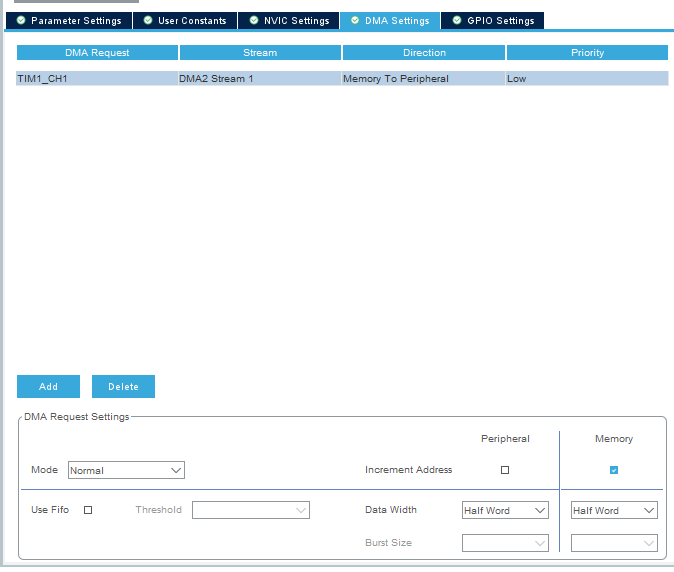 Parameter Settings User Constants NVIC Settings DMA Settings GPIO Settings
DMA Request Stream Direction Priority
TIM1_CH1 DMA2 Stream 1 Memory To Peripheral Low
Add Delete
DMA Request Settings
Peripheral Memory
Mode Normal Increment Address
Use Fifo Threshold Data Width Half Word Half Word
Burst Size